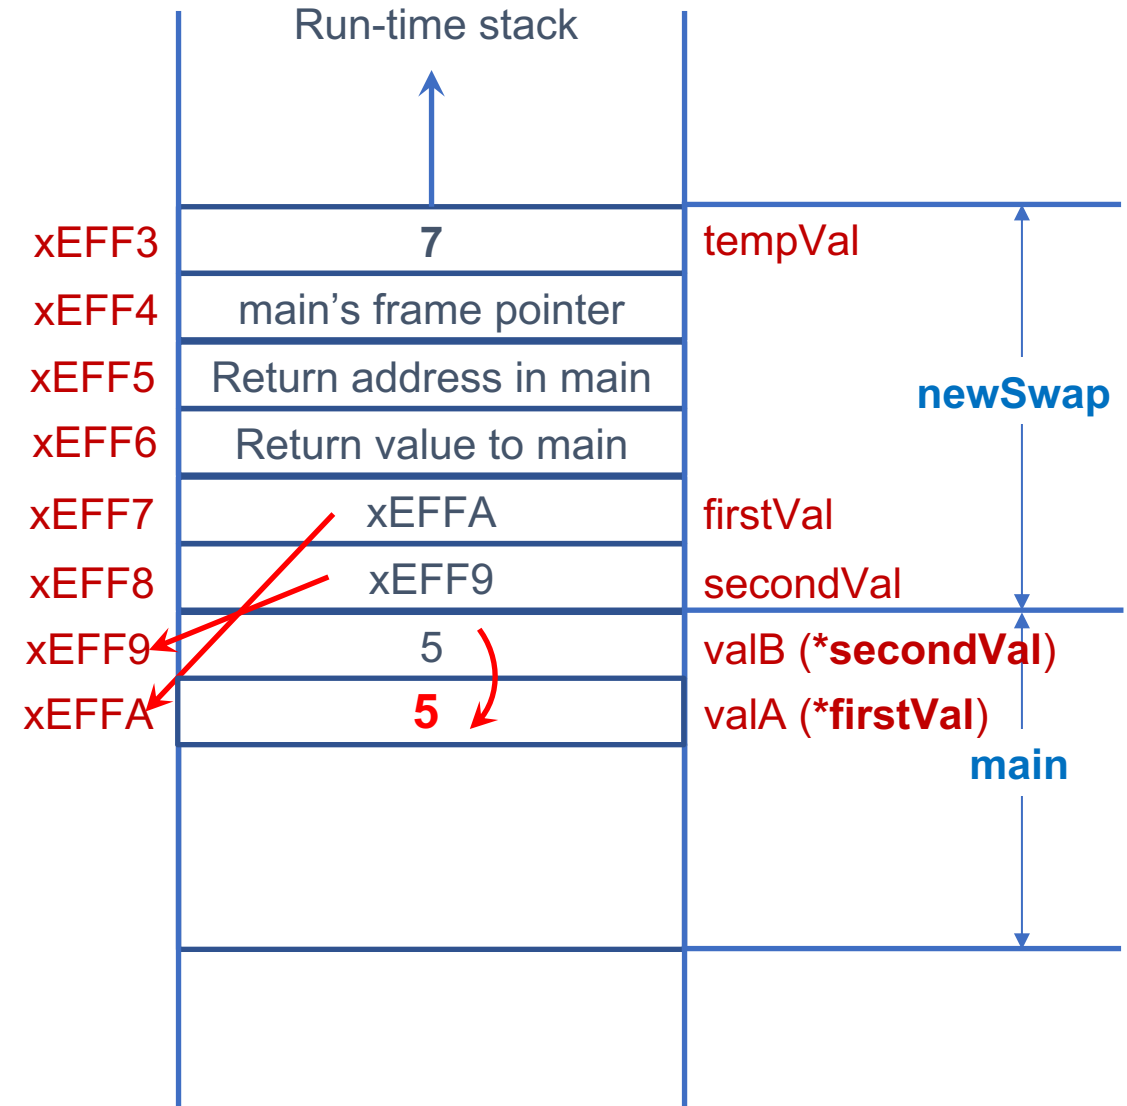 Run-time stack
xEFF3 7 tempVal
xEFF4 main's frame pointer
xEFF5 Return address in main
newSwap
xEFF6 Return value to main
xEFF7 xEFFA firstVal
xEFF8 xEFF9 secondVal
xEFF9 5 valB (*secondVal)
xEFFA 5 valA (*firstVal)
main